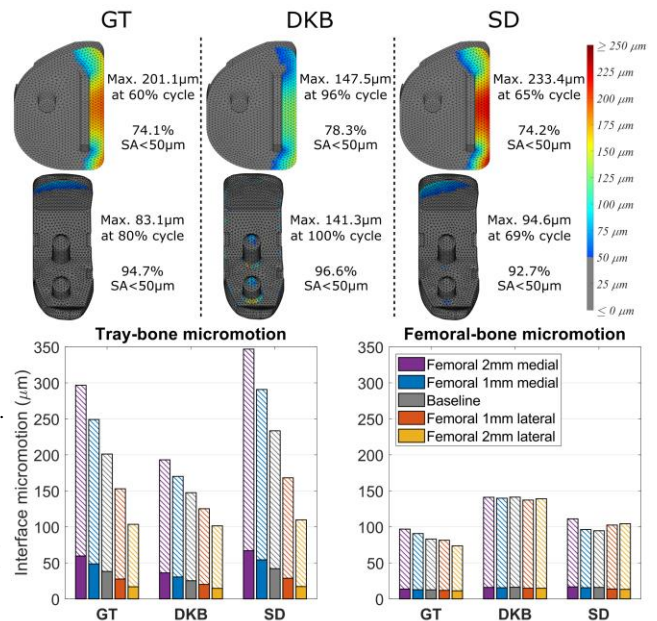 GT
DKB
SD
Max. 201.1µm
at 60% cycle
74.1%
SA<50µm
Max. 147.5µm
at 96% cycle
78.3%
SA<50µm
Max. 233.4µm
at 65% cycle
74.2%
SA<50µm
≥ 250 µm
225 µm
200 µm
175 µm
150 µm
125 µm
100 µm
75 µm
50 µm
25 µm
≤ 0 µm
Max. 83.1µm
at 80% cycle
94.7%
SA<50µm
Max. 141.3µm
at 100% cycle
96.6%
SA<50µm
Max. 94.6µm
at 69% cycle
92.7%
SA<50µm
Tray-bone micromotion
Interface micromotion (µm)
350
300
250
200
150
100
50
0
GT
DKB
SD
Femoral-bone micromotion
350
300
250
200
150
100
50
0
Femoral 2mm medial
Femoral 1mm medial
Baseline
Femoral 1mm lateral
Femoral 2mm lateral
GT
DKB
SD